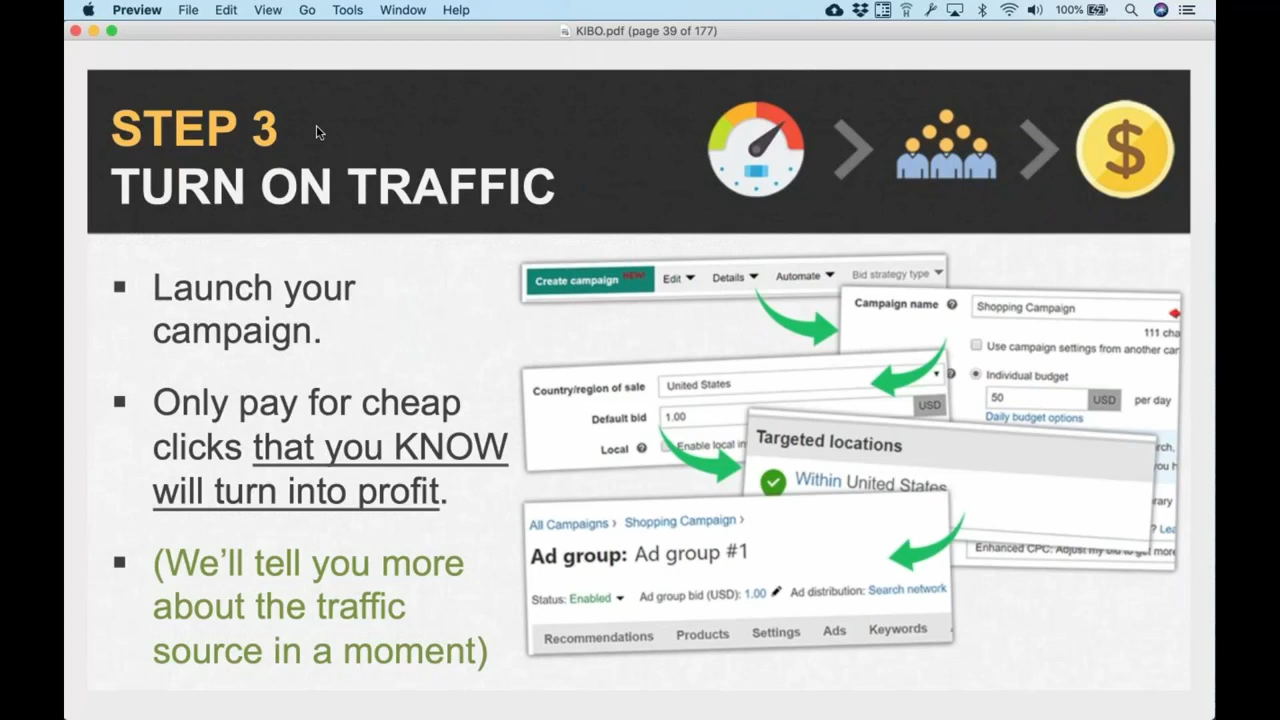 Preview File Edit View Go Tools Window Help 100%
KIBO.pdf (page 39 of 177)
STEP 3
TURN ON TRAFFIC
$
▪ Launch your
campaign.
▪ Only pay for cheap
clicks that you KNOW
will turn into profit.
▪ (We'll tell you more
about the traffic
source in a moment)
Create campaign NEW! Edit Details Automate Bid strategy type
Campaign name Shopping Campaign
111 cha
Use campaign settings from another car
Individual budget
50 USD per day
Daily budget options
Country/region of sale United States
Default bid 1.00 USD
Local Enable local in
Targeted locations
Within United States
All Campaigns › Shopping Campaign ›
Ad group: Ad group #1
Status: Enabled Ad group bid (USD): 1.00 Ad distribution: Search network
Recommendations Products Settings Ads Keywords
Enhanced CPC: Adjust my bid to get more